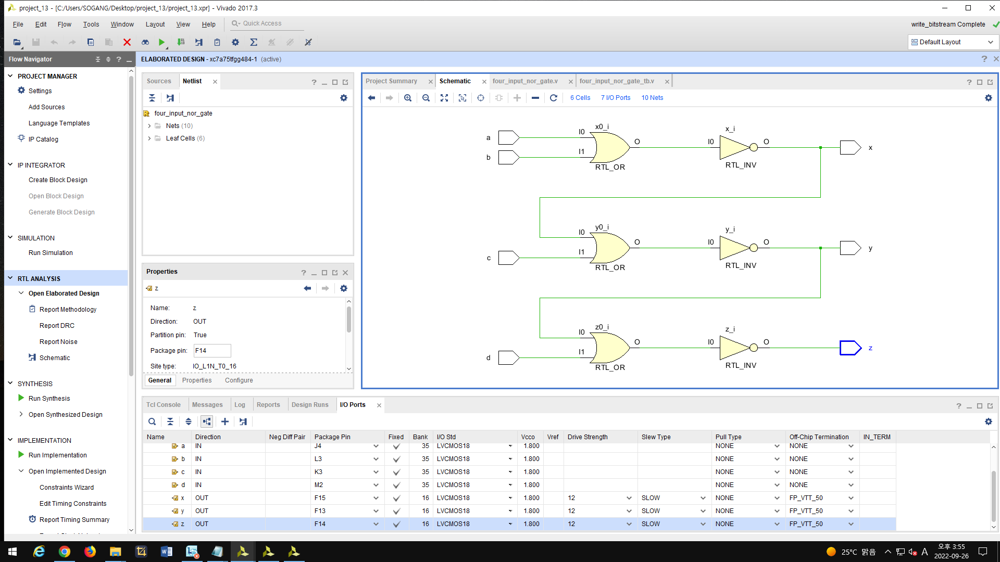 project_13 - [C:/Users/SOGANG/Desktop/project_13/project_13.xpr] - Vivado 2017.3
File Edit Flow Tools Window Layout View Help Quick Access
write_bitstream Complete
Default Layout
Flow Navigator
ELABORATED DESIGN - xc7a75tfgg484-1 (active)
PROJECT MANAGER
Settings
Add Sources
Language Templates
IP Catalog
IP INTEGRATOR
Create Block Design
Open Block Design
Generate Block Design
SIMULATION
Run Simulation
RTL ANALYSIS
Open Elaborated Design
Report Methodology
Report DRC
Report Noise
Schematic
SYNTHESIS
Run Synthesis
Open Synthesized Design
IMPLEMENTATION
Run Implementation
Open Implemented Design
Constraints Wizard
Edit Timing Constraints
Report Timing Summary
Sources Netlist
four_input_nor_gate
Nets (10)
Leaf Cells (6)
Properties
z
Name: z
Direction: OUT
Partition pin: True
Package pin: F14
Site type: IO_L1N_T0_16
General Properties Configure
Project Summary Schematic four_input_nor_gate.v four_input_nor_gate_tb.v
6 Cells 7 I/O Ports 10 Nets
x0_i x_i
a I0 O I0 O x
b I1
RTL_OR RTL_INV
y0_i y_i
I0 O I0 O y
c I1
RTL_OR RTL_INV
z0_i z_i
I0 O I0 O z
d I1
RTL_OR RTL_INV
Tcl Console Messages Log Reports Design Runs I/O Ports
Name Direction Neg Diff Pair Package Pin Fixed Bank I/O Std Vcco Vref Drive Strength Slew Type Pull Type Off-Chip Termination IN_TERM
a IN J4 35 LVCMOS18 1.800 NONE NONE
b IN L3 35 LVCMOS18 1.800 NONE NONE
c IN K3 35 LVCMOS18 1.800 NONE NONE
d IN M2 35 LVCMOS18 1.800 NONE NONE
x OUT F15 16 LVCMOS18 1.800 12 SLOW NONE FP_VTT_50
y OUT F13 16 LVCMOS18 1.800 12 SLOW NONE FP_VTT_50
z OUT F14 16 LVCMOS18 1.800 12 SLOW NONE FP_VTT_50
25°C 맑음 A 오후 3:55
2022-09-26